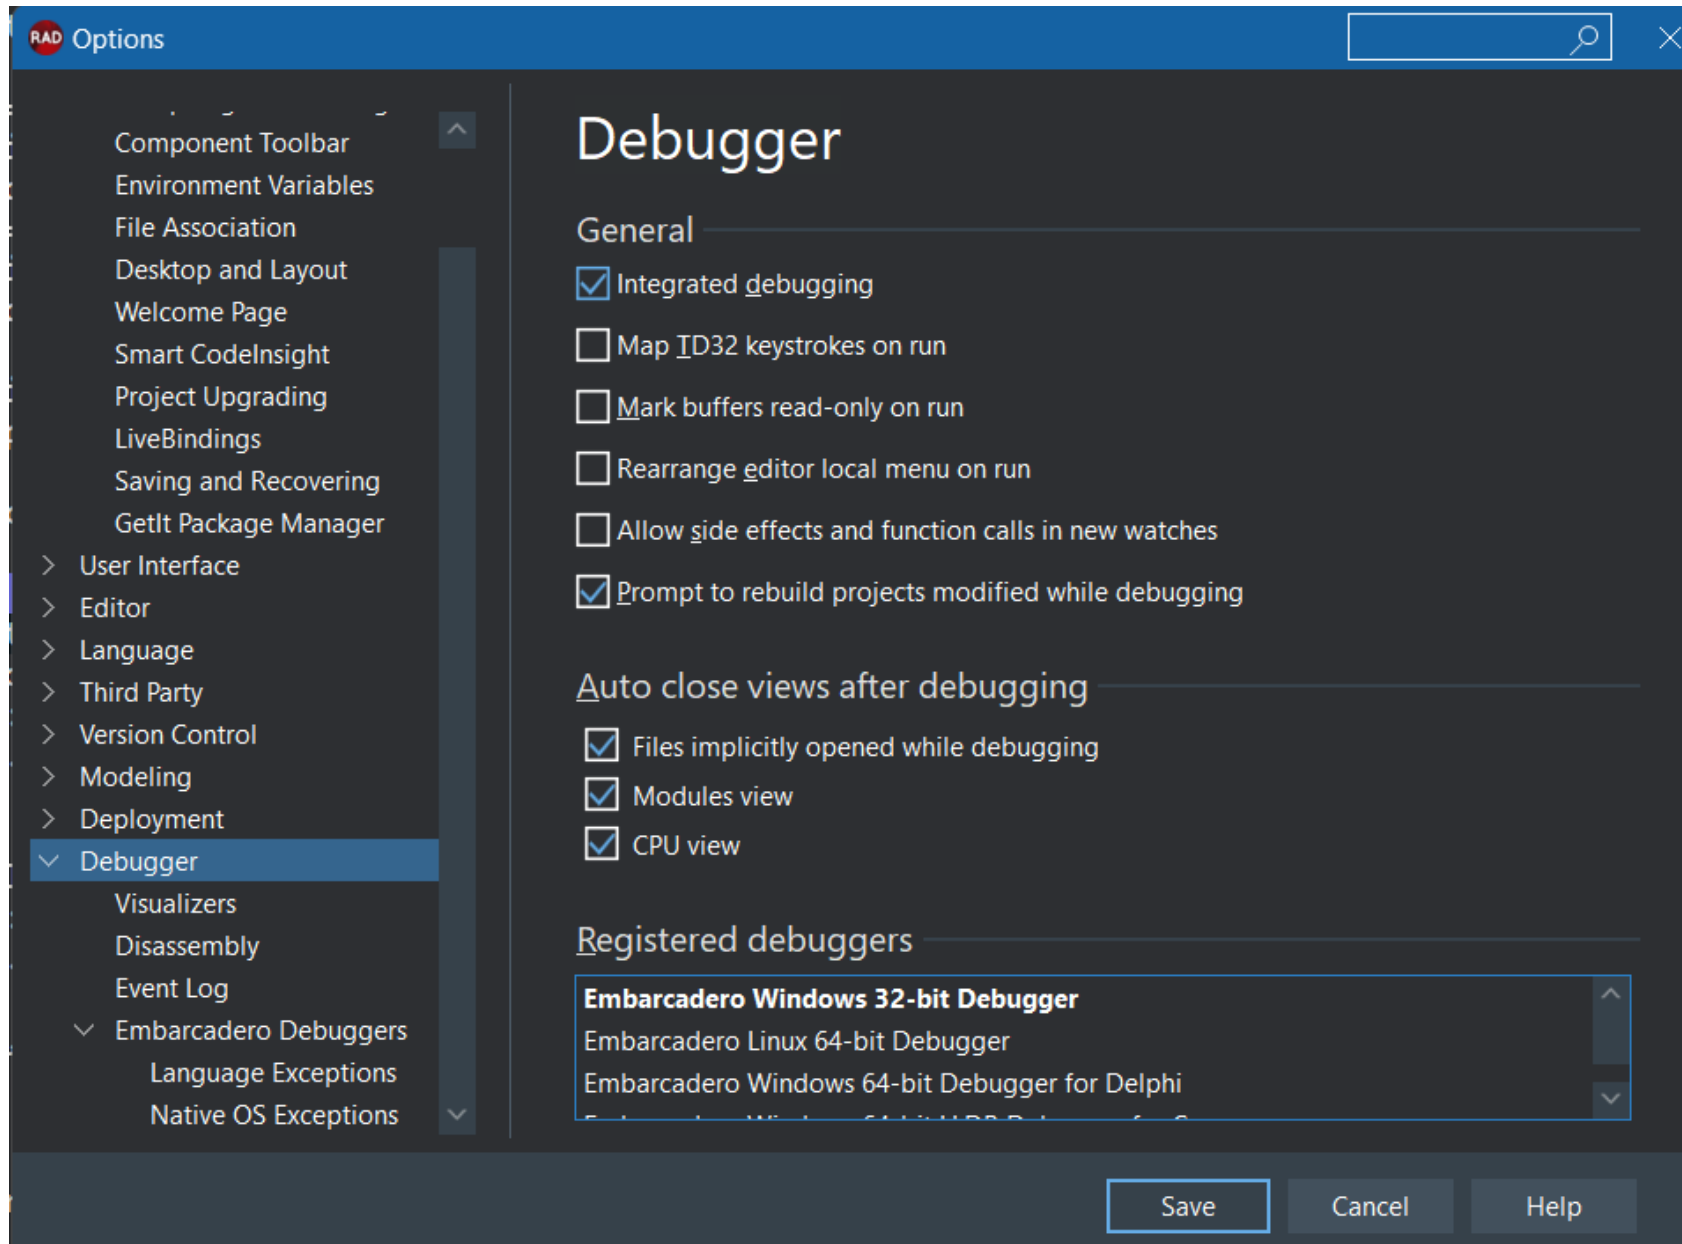 RAD Options
Component Toolbar
Environment Variables
File Association
Desktop and Layout
Welcome Page
Smart CodeInsight
Project Upgrading
LiveBindings
Saving and Recovering
GetIt Package Manager
User Interface
Editor
Language
Third Party
Version Control
Modeling
Deployment
Debugger
Visualizers
Disassembly
Event Log
Embarcadero Debuggers
Language Exceptions
Native OS Exceptions
Debugger
General
Integrated debugging
Map TD32 keystrokes on run
Mark buffers read-only on run
Rearrange editor local menu on run
Allow side effects and function calls in new watches
Prompt to rebuild projects modified while debugging
Auto close views after debugging
Files implicitly opened while debugging
Modules view
CPU view
Registered debuggers
Embarcadero Windows 32-bit Debugger
Embarcadero Linux 64-bit Debugger
Embarcadero Windows 64-bit Debugger for Delphi
Save
Cancel
Help